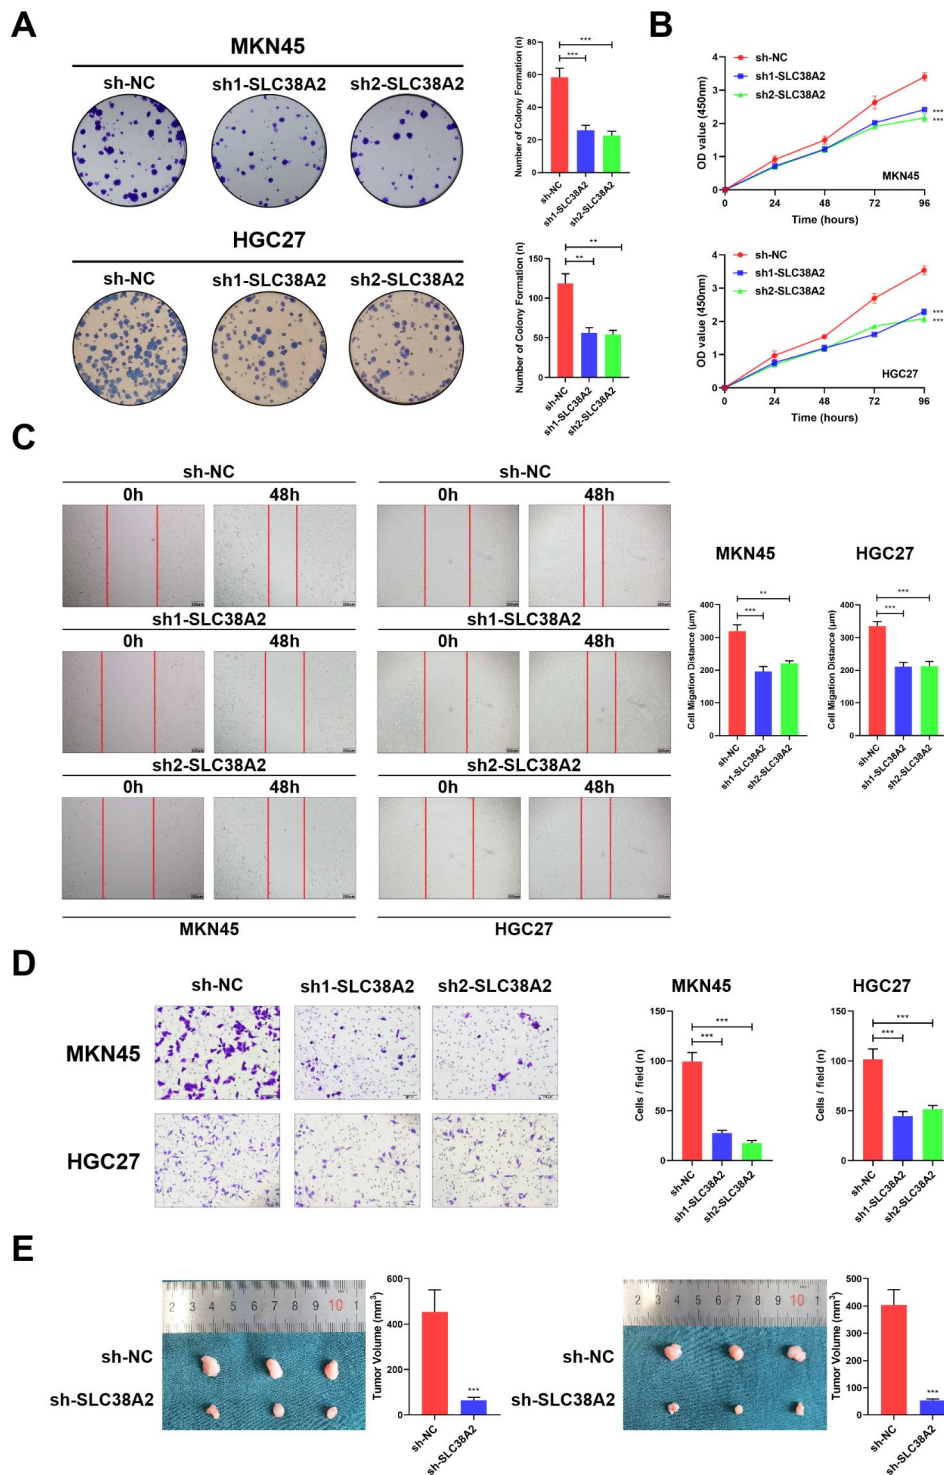 A
MKN45
sh-NC sh1-SLC38A2 sh2-SLC38A2
HGC27
sh-NC sh1-SLC38A2 sh2-SLC38A2
Number of Colony Formation (n)
80
60
40
20
0
***
***
sh-NC
sh1-SLC38A2
sh2-SLC38A2
Number of Colony Formation (n)
150
100
50
0
**
**
sh-NC
sh1-SLC38A2
sh2-SLC38A2
B
sh-NC
sh1-SLC38A2
sh2-SLC38A2
OD value (450nm)
4
3
2
1
0
***
***
MKN45
0 24 48 72 96
Time (hours)
sh-NC
sh1-SLC38A2
sh2-SLC38A2
OD value (450nm)
4
3
2
1
0
***
***
HGC27
0 24 48 72 96
Time (hours)
C
sh-NC sh-NC
0h 48h 0h 48h
sh1-SLC38A2 sh1-SLC38A2
0h 48h 0h 48h
sh2-SLC38A2 sh2-SLC38A2
0h 48h 0h 48h
MKN45 HGC27
MKN45
Cell Migation Distance (μm)
400
300
200
100
0
**
***
sh-NC
sh1-SLC38A2
sh2-SLC38A2
HGC27
Cell Migation Distance (μm)
400
300
200
100
0
***
***
sh-NC
sh1-SLC38A2
sh2-SLC38A2
D
sh-NC sh1-SLC38A2 sh2-SLC38A2
MKN45
HGC27
MKN45
Cells / field (n)
150
100
50
0
***
***
sh-NC
sh1-SLC38A2
sh2-SLC38A2
HGC27
Cells / field (n)
150
100
50
0
***
***
sh-NC
sh1-SLC38A2
sh2-SLC38A2
E
2 3 4 5 6 7 8 9 10 1
sh-NC
sh-SLC38A2
Tumor Volume (mm³)
600
400
200
0
***
sh-NC
sh-SLC38A2
2 3 4 5 6 7 8 9 10 1
sh-NC
sh-SLC38A2
Tumor Volume (mm³)
500
400
300
200
100
0
***
sh-NC
sh-SLC38A2